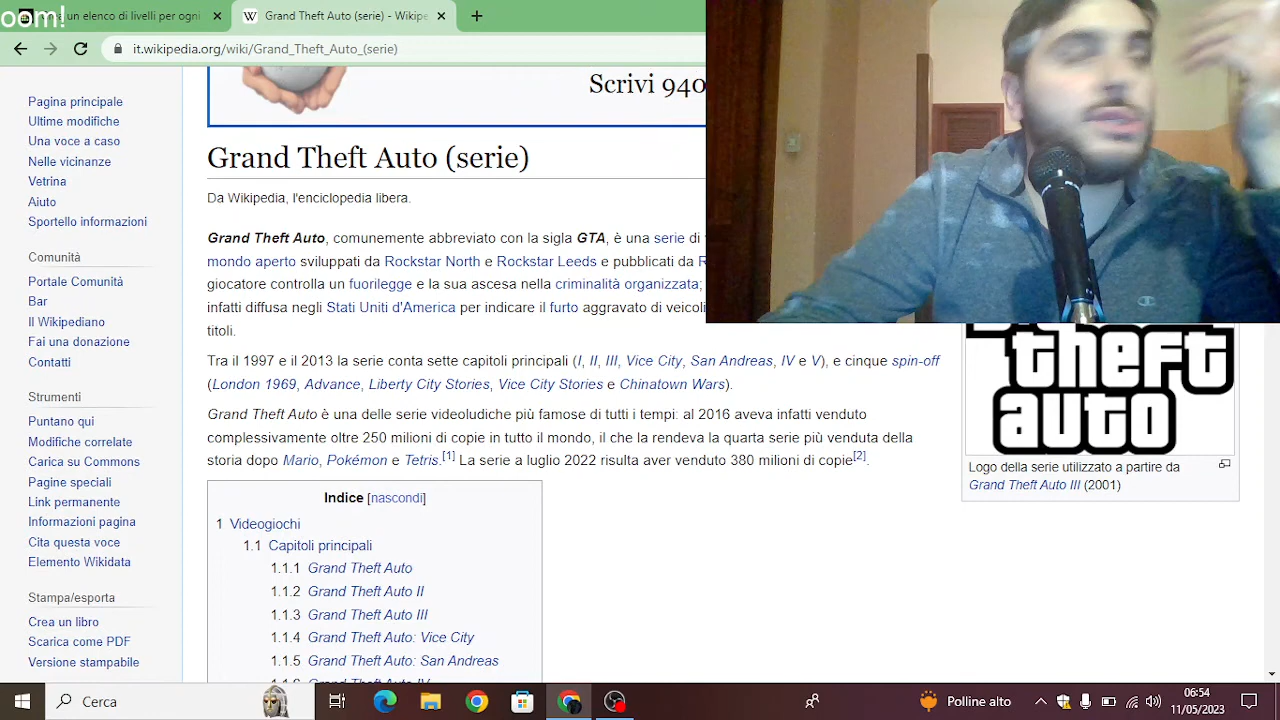 oom!
un elenco di livelli per ogni
Grand Theft Auto (serie) - Wikipe
it.wikipedia.org/wiki/Grand_Theft_Auto_(serie)
Pagina principale
Ultime modifiche
Una voce a caso
Nelle vicinanze
Vetrina
Aiuto
Sportello informazioni
Comunità
Portale Comunità
Bar
Il Wikipediano
Fai una donazione
Contatti
Strumenti
Puntano qui
Modifiche correlate
Carica su Commons
Pagine speciali
Link permanente
Informazioni pagina
Cita questa voce
Elemento Wikidata
Stampa/esporta
Crea un libro
Scarica come PDF
Versione stampabile
Scrivi 940
Grand Theft Auto (serie)
Da Wikipedia, l'enciclopedia libera.
Grand Theft Auto, comunemente abbreviato con la sigla GTA, è una serie di
mondo aperto sviluppati da Rockstar North e Rockstar Leeds e pubblicati da
giocatore controlla un fuorilegge e la sua ascesa nella criminalità organizzata;
infatti diffusa negli Stati Uniti d'America per indicare il furto aggravato di
titoli.
Tra il 1997 e il 2013 la serie conta sette capitoli principali (I, II, III, Vice City, San Andreas, IV e V), e cinque spin-off
(London 1969, Advance, Liberty City Stories, Vice City Stories e Chinatown Wars).
Grand Theft Auto è una delle serie videoludiche più famose di tutti i tempi: al 2016 aveva infatti venduto
complessivamente oltre 250 milioni di copie in tutto il mondo, il che la rendeva la quarta serie più venduta della
storia dopo Mario, Pokémon e Tetris.[1] La serie a luglio 2022 risulta aver venduto 380 milioni di copie[2].
Indice [nascondi]
1 Videogiochi
1.1 Capitoli principali
1.1.1 Grand Theft Auto
1.1.2 Grand Theft Auto II
1.1.3 Grand Theft Auto III
1.1.4 Grand Theft Auto: Vice City
1.1.5 Grand Theft Auto: San Andreas
theft
auto
Logo della serie utilizzato a partire da
Grand Theft Auto III (2001)
Cerca
Polline alto
06:54
11/05/2023